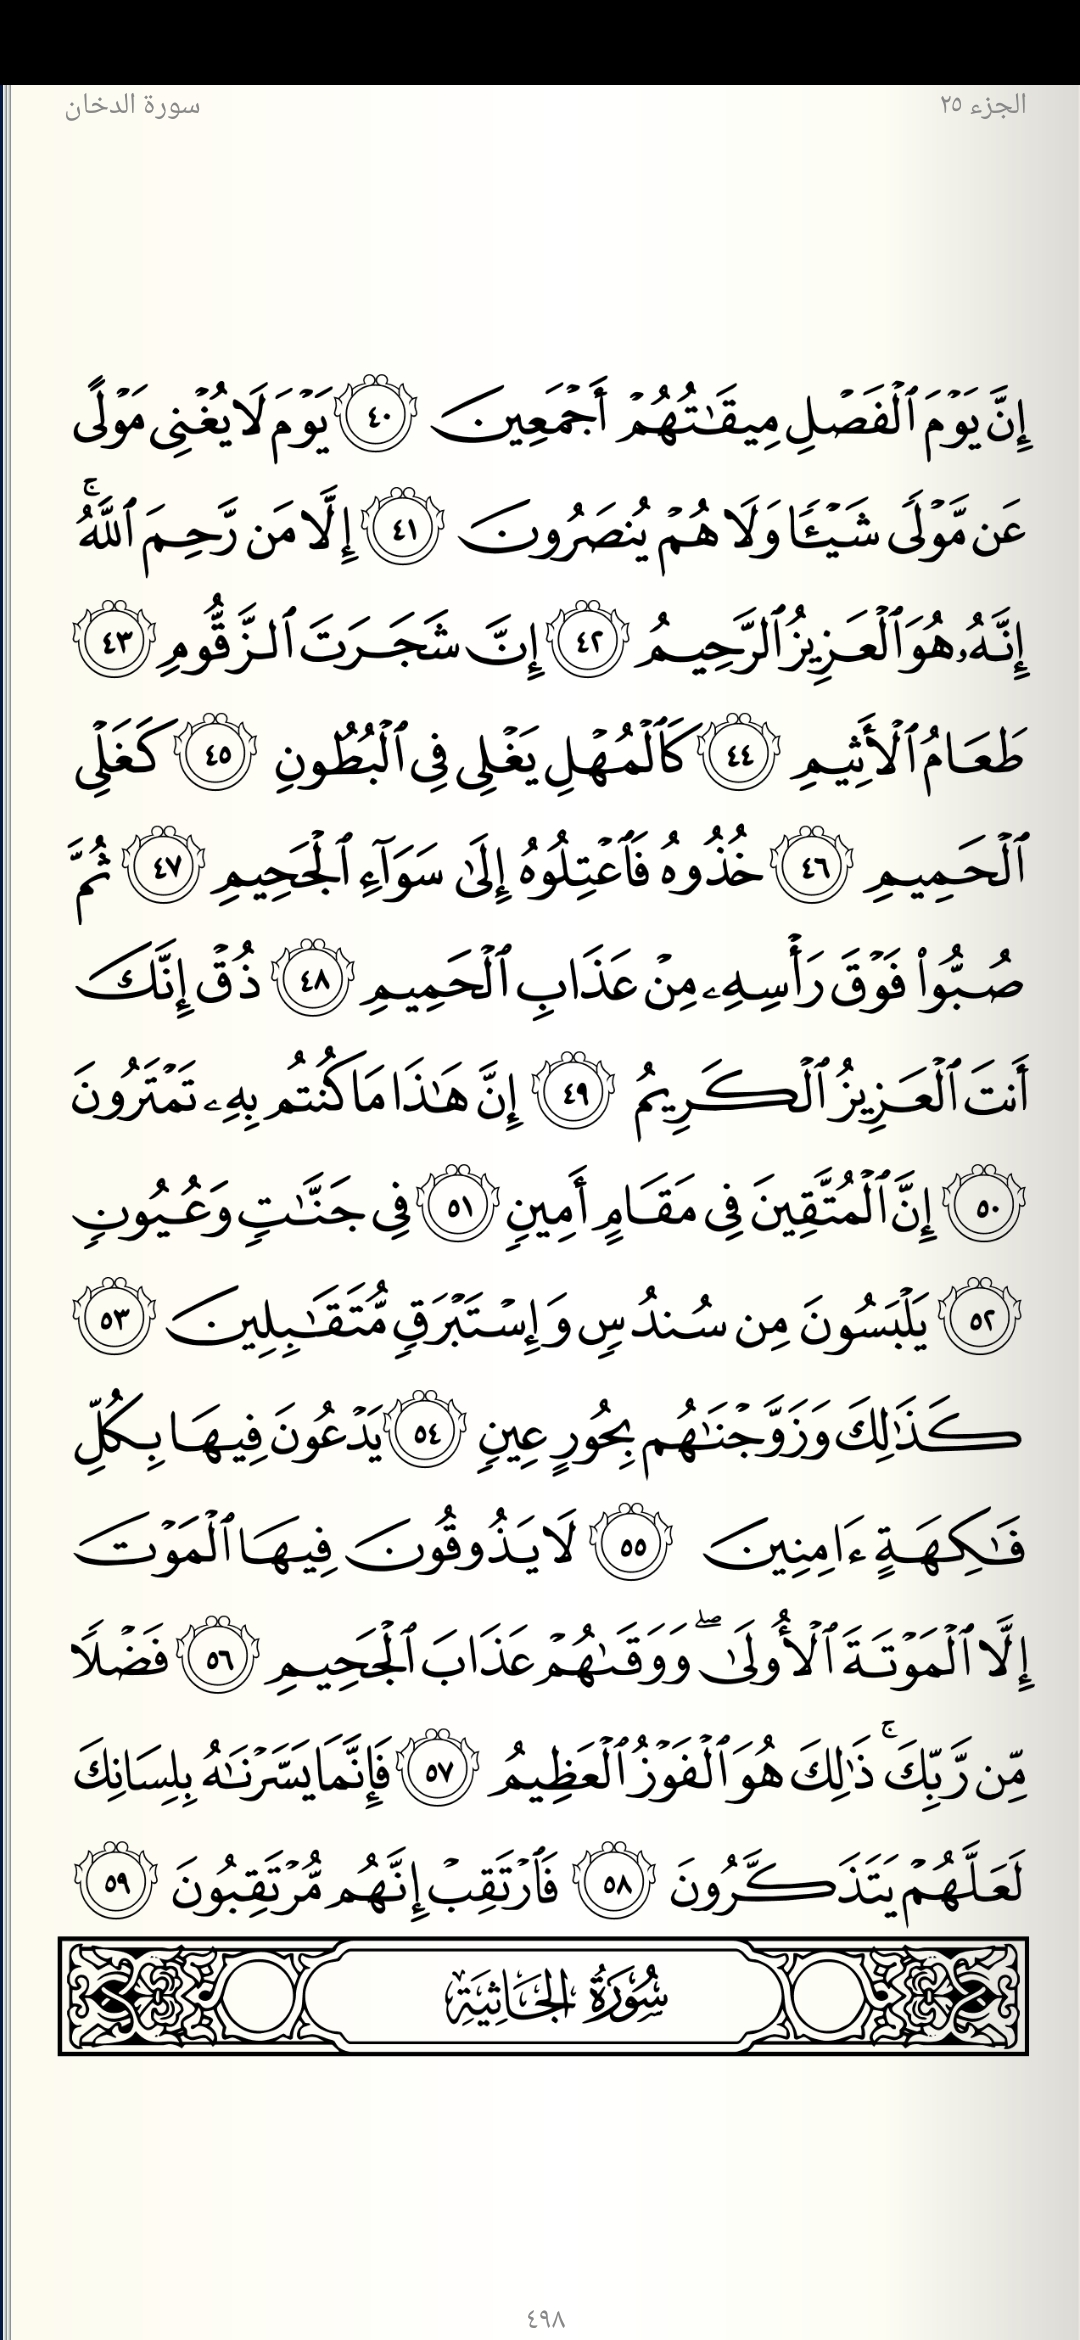 الجزء ٢٥
سورة الدخان
إِنَّ يَوْمَ ٱلْفَصْلِ مِيقَـٰتُهُمْ أَجْمَعِينَ ٤٠ يَوْمَ لَا يُغْنِى مَوْلًى
عَن مَّوْلًى شَيْـًٔا وَلَا هُمْ يُنصَرُونَ ٤١ إِلَّا مَن رَّحِمَ ٱللَّهُ ۚ
إِنَّهُۥ هُوَ ٱلْعَزِيزُ ٱلرَّحِيمُ ٤٢ إِنَّ شَجَرَتَ ٱلزَّقُّومِ ٤٣
طَعَامُ ٱلْأَثِيمِ ٤٤ كَٱلْمُهْلِ يَغْلِى فِى ٱلْبُطُونِ ٤٥ كَغَلْىِ
ٱلْحَمِيمِ ٤٦ خُذُوهُ فَٱعْتِلُوهُ إِلَىٰ سَوَآءِ ٱلْجَحِيمِ ٤٧ ثُمَّ
صُبُّوا۟ فَوْقَ رَأْسِهِۦ مِنْ عَذَابِ ٱلْحَمِيمِ ٤٨ ذُقْ إِنَّكَ
أَنتَ ٱلْعَزِيزُ ٱلْكَرِيمُ ٤٩ إِنَّ هَـٰذَا مَا كُنتُم بِهِۦ تَمْتَرُونَ
٥٠ إِنَّ ٱلْمُتَّقِينَ فِى مَقَامٍ أَمِينٍ ٥١ فِى جَنَّـٰتٍ وَعُيُونٍ
٥٢ يَلْبَسُونَ مِن سُندُسٍ وَإِسْتَبْرَقٍ مُّتَقَـٰبِلِينَ ٥٣
كَذَٰلِكَ وَزَوَّجْنَـٰهُم بِحُورٍ عِينٍ ٥٤ يَدْعُونَ فِيهَا بِكُلِّ
فَـٰكِهَةٍ ءَامِنِينَ ٥٥ لَا يَذُوقُونَ فِيهَا ٱلْمَوْتَ
إِلَّا ٱلْمَوْتَةَ ٱلْأُولَىٰ ۖ وَوَقَىٰهُمْ عَذَابَ ٱلْجَحِيمِ ٥٦ فَضْلًا
مِّن رَّبِّكَ ۚ ذَٰلِكَ هُوَ ٱلْفَوْزُ ٱلْعَظِيمُ ٥٧ فَإِنَّمَا يَسَّرْنَـٰهُ بِلِسَانِكَ
لَعَلَّهُمْ يَتَذَكَّرُونَ ٥٨ فَٱرْتَقِبْ إِنَّهُم مُّرْتَقِبُونَ ٥٩
سُورَةُ الجَاثِيَةِ
٤٩٨